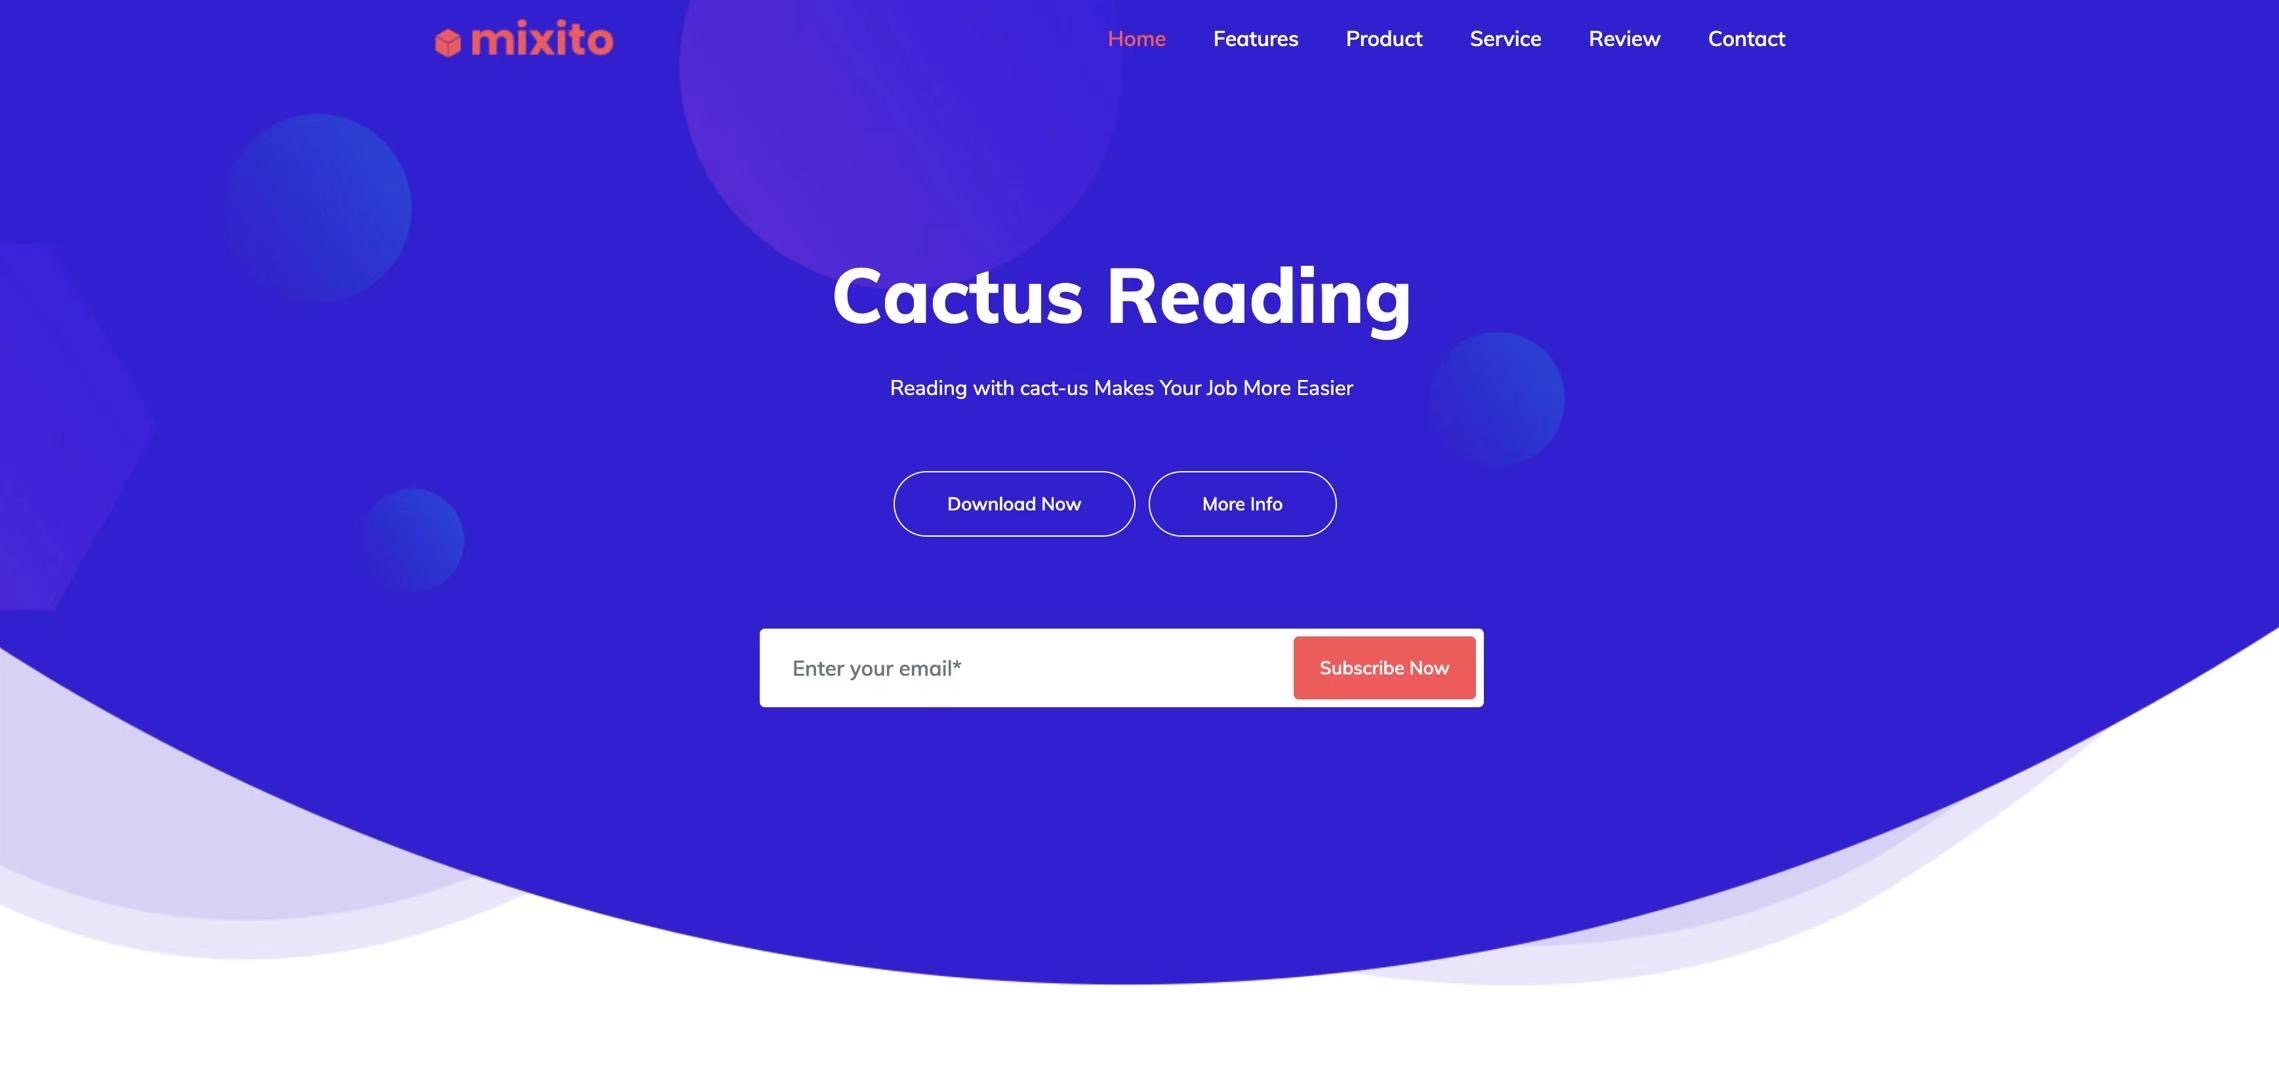 mixito
Home Features Product Service Review Contact
Cactus Reading
Reading with cact-us Makes Your Job More Easier
Download Now More Info
Enter your email* Subscribe Now